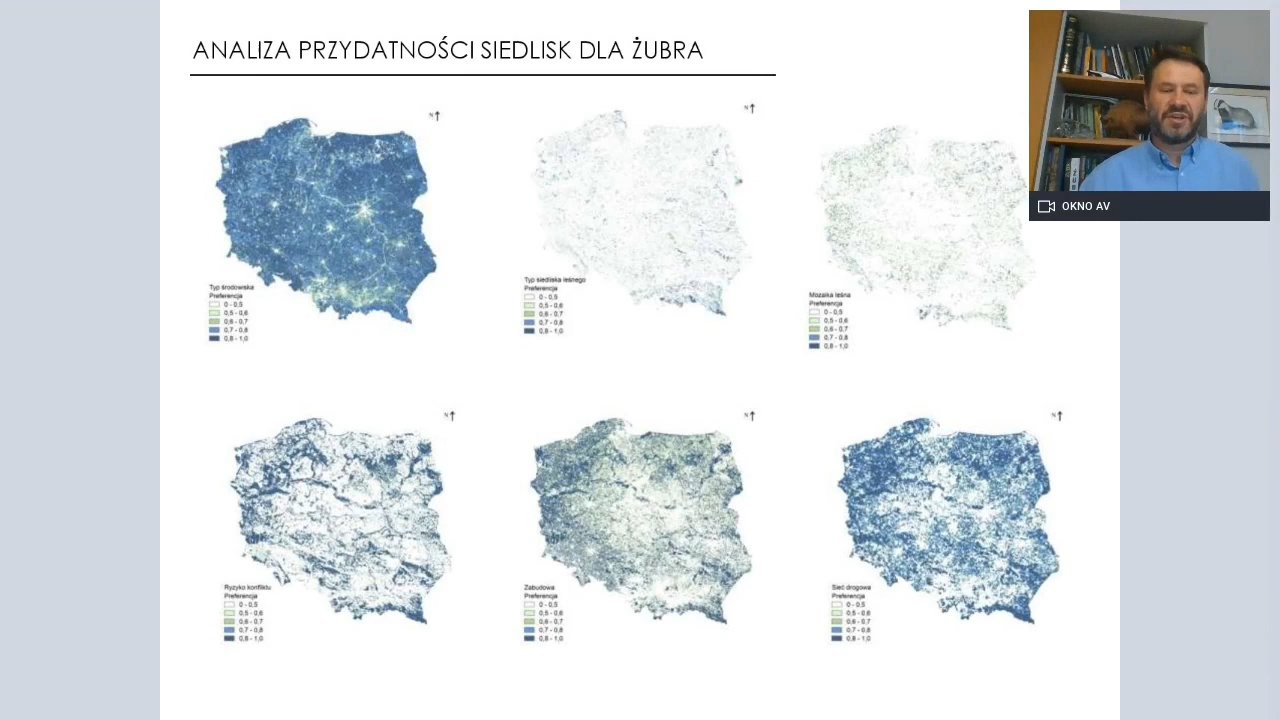 ANALIZA PRZYDATNOŚCI SIEDLISK DLA ŻUBRA
OKNO AV
N
Typ środowiska
Preferencja
0 - 0,5
0,5 - 0,6
0,6 - 0,7
0,7 - 0,8
0,8 - 1,0
N
Typ siedliska leśnego
Preferencja
0 - 0,5
0,5 - 0,6
0,6 - 0,7
0,7 - 0,8
0,8 - 1,0
Mozaika leśna
Preferencja
0 - 0,5
0,5 - 0,6
0,6 - 0,7
0,7 - 0,8
0,8 - 1,0
N
Ryzyko konfliktu
Preferencja
0 - 0,5
0,5 - 0,6
0,6 - 0,7
0,7 - 0,8
0,8 - 1,0
N
Zabudowa
Preferencja
0 - 0,5
0,5 - 0,6
0,6 - 0,7
0,7 - 0,8
0,8 - 1,0
N
Sieć drogowa
Preferencja
0 - 0,5
0,5 - 0,6
0,6 - 0,7
0,7 - 0,8
0,8 - 1,0